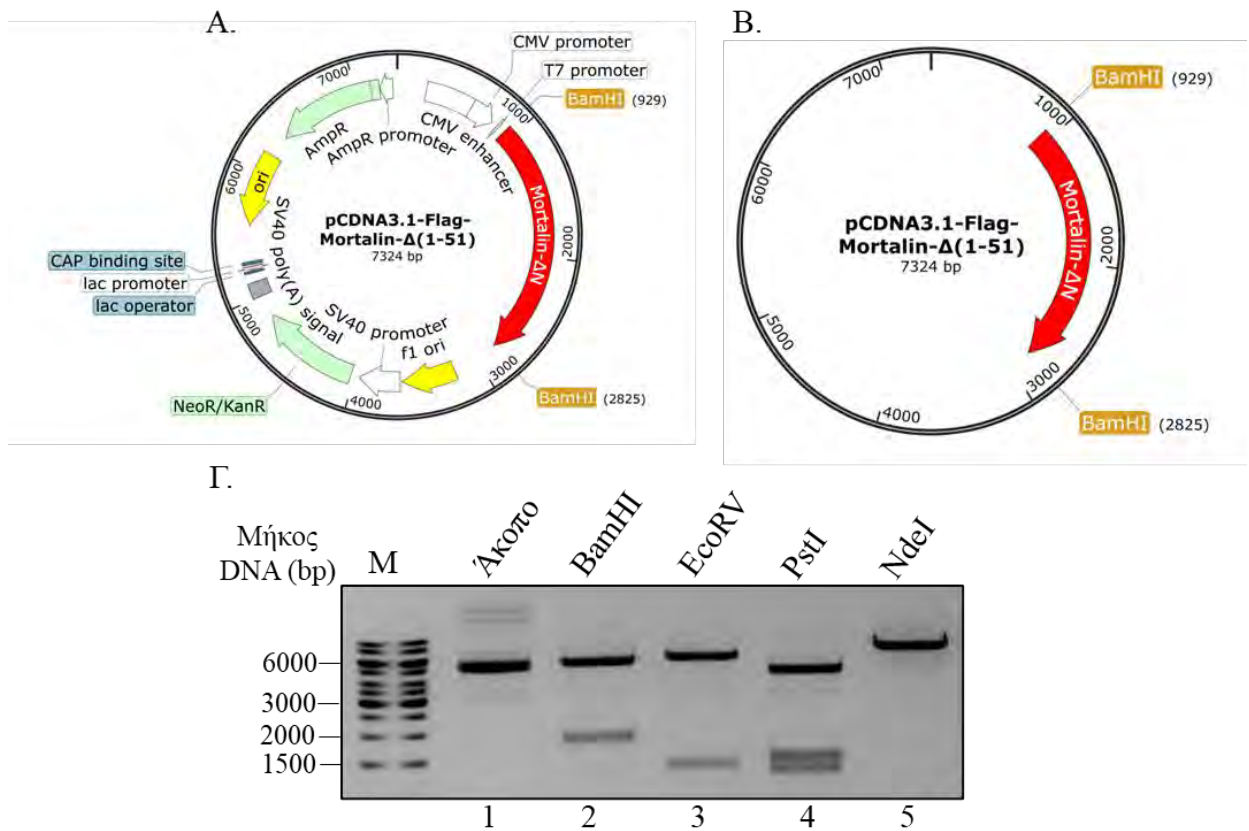 A.
CMV promoter
T7 promoter
BamHI (929)
7000
1000
AmpR
AmpR promoter
CMV enhancer
6000
ori
pCDNA3.1-Flag-
Mortalin-Δ(1-51)
7324 bp
Mortalin-ΔN
2000
SV40 poly(A) signal
CAP binding site
lac promoter
lac operator
SV40 promoter
f1 ori
5000
3000
NeoR/KanR
4000
BamHI (2825)
B.
BamHI (929)
7000
1000
6000
pCDNA3.1-Flag-
Mortalin-Δ(1-51)
7324 bp
Mortalin-ΔN
2000
5000
3000
4000
BamHI (2825)
Γ.
Μήκος
DNA (bp)
M
Άκοπο
BamHI
EcoRV
PstI
NdeI
6000
3000
2000
1500
1 2 3 4 5